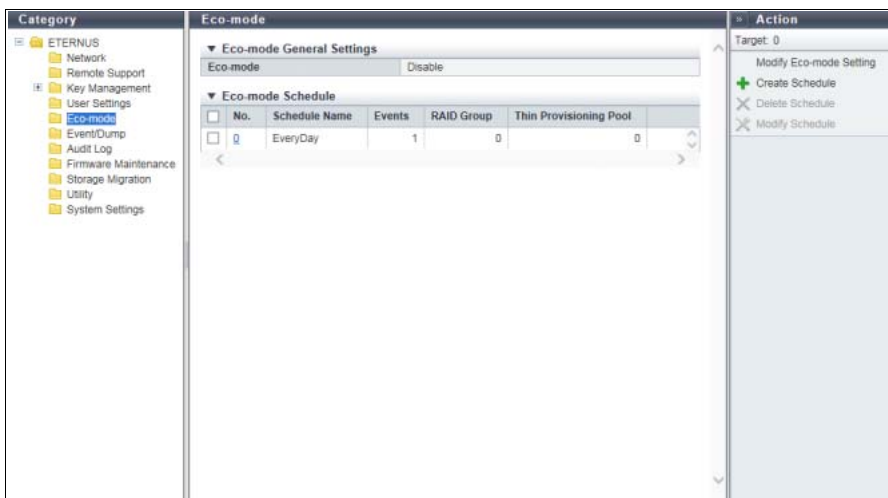 Category
ETERNUS
Network
Remote Support
Key Management
User Settings
Eco-mode
Event/Dump
Audit Log
Firmware Maintenance
Storage Migration
Utility
System Settings
Eco-mode
▼ Eco-mode General Settings
Eco-mode Disable
▼ Eco-mode Schedule
No. Schedule Name Events RAID Group Thin Provisioning Pool
0 EveryDay 1 0 0
» Action
Target: 0
Modify Eco-mode Setting
Create Schedule
Delete Schedule
Modify Schedule